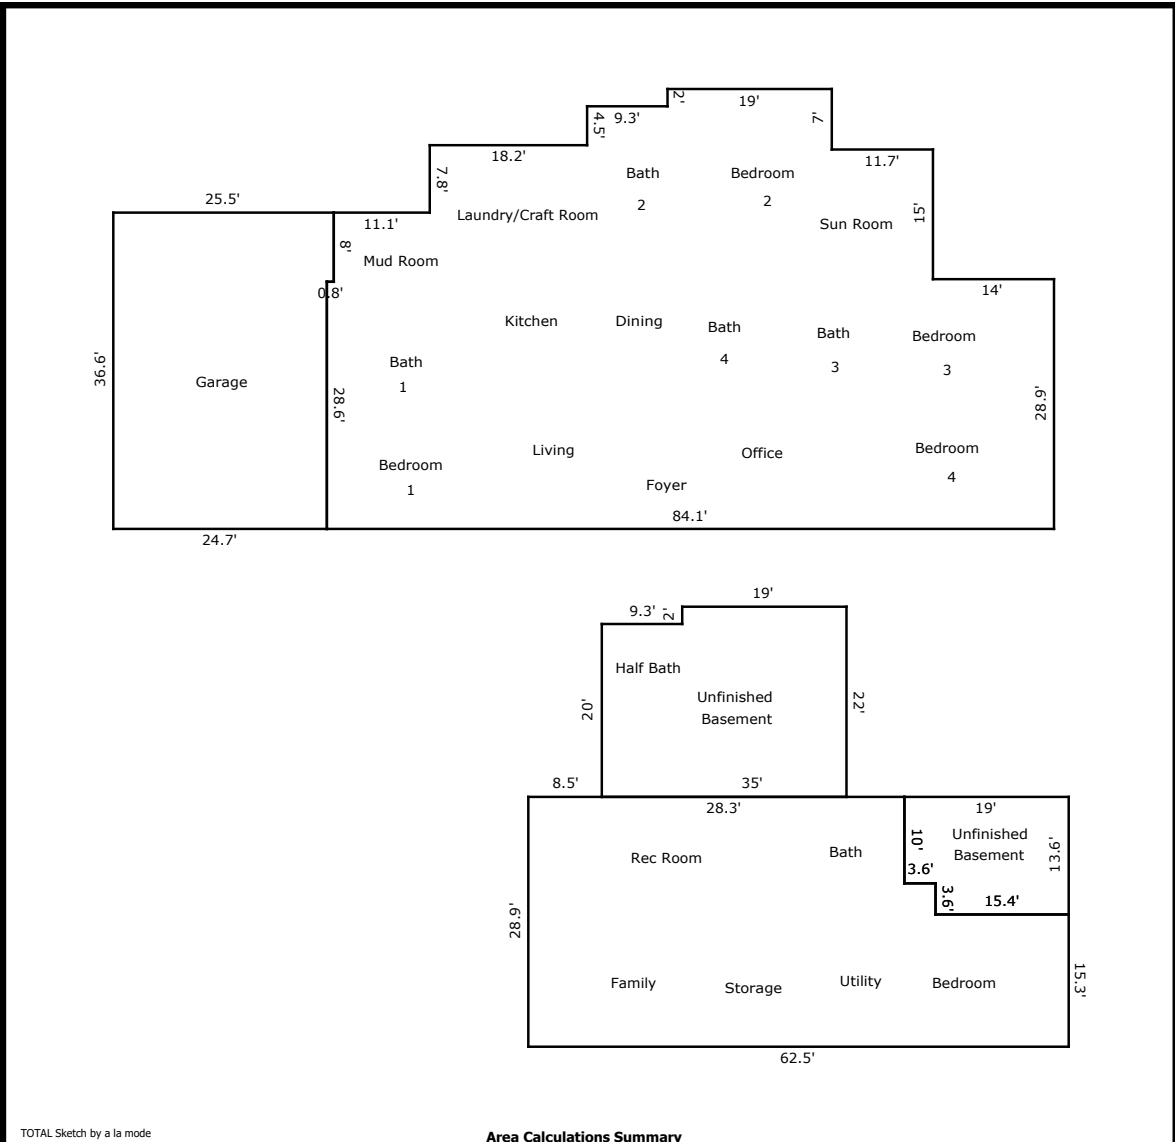 2'
19'
4.5'
9.3'
7'
18.2'
11.7'
7.8'
Bath
2
Bedroom
2
25.5'
11.1'
Laundry/Craft Room
Sun Room
15'
8'
Mud Room
0.8'
14'
Kitchen
Dining
Bath
4
Bath
3
Bedroom
3
36.6'
Garage
Bath
1
28.6'
28.9'
Living
Office
Bedroom
4
Bedroom
1
Foyer
84.1'
24.7'
19'
9.3'
2'
Half Bath
20'
Unfinished
Basement
22'
8.5'
35'
28.3'
19'
Rec Room
Bath
10'
Unfinished
Basement
13.6'
3.6'
3.6'
15.4'
28.9'
Family
Storage
Utility
Bedroom
15.3'
62.5'
TOTAL Sketch by a la mode
Area Calculations Summary